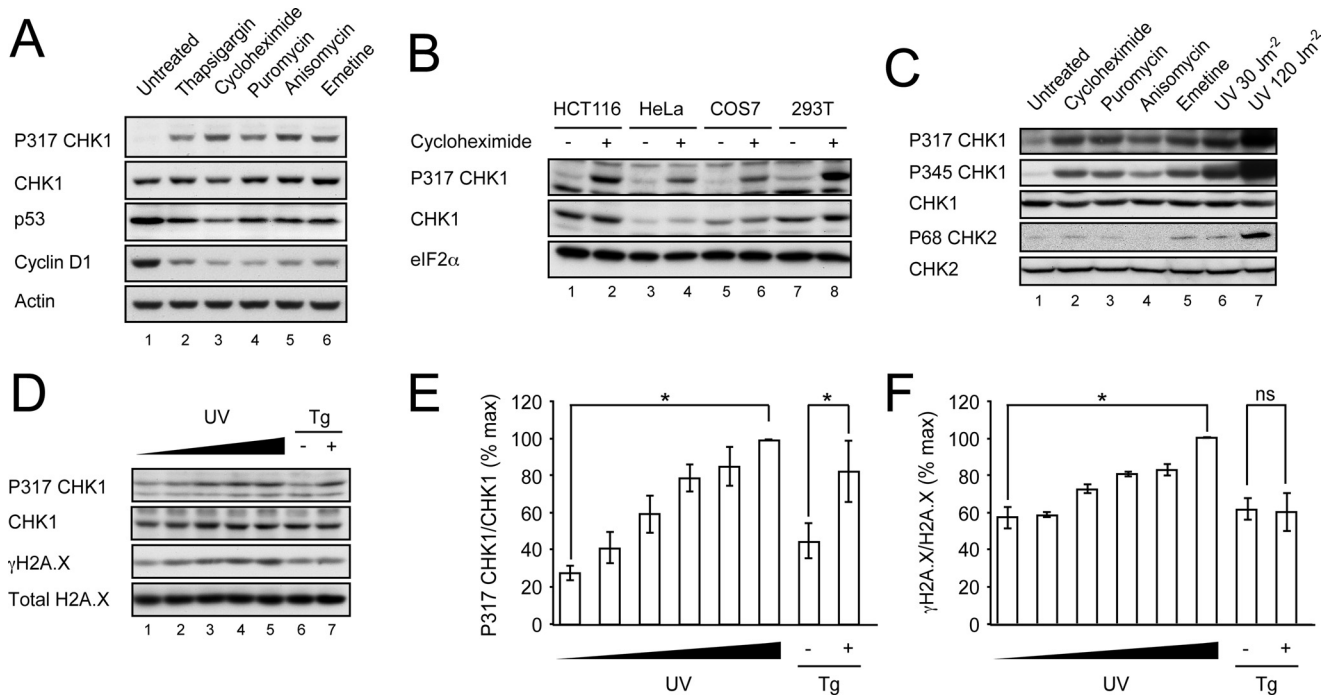 A
Untreated
Thapsigargin
Cycloheximide
Puromycin
Anisomycin
Emetine
P317 CHK1
CHK1
p53
Cyclin D1
Actin
1 2 3 4 5 6
B
HCT116 HeLa COS7 293T
Cycloheximide - + - + - + - +
P317 CHK1
CHK1
eIF2α
1 2 3 4 5 6 7 8
C
Untreated
Cycloheximide
Puromycin
Anisomycin
Emetine
UV 30 Jm-2
UV 120 Jm-2
P317 CHK1
P345 CHK1
CHK1
P68 CHK2
CHK2
1 2 3 4 5 6 7
D
UV Tg
- +
P317 CHK1
CHK1
γH2A.X
Total H2A.X
1 2 3 4 5 6 7
E
P317 CHK1/CHK1 (% max)
120
100
80
60
40
20
0
* *
- +
UV Tg
F
γH2A.X/H2A.X (% max)
120
100
80
60
40
20
0
* ns
- +
UV Tg